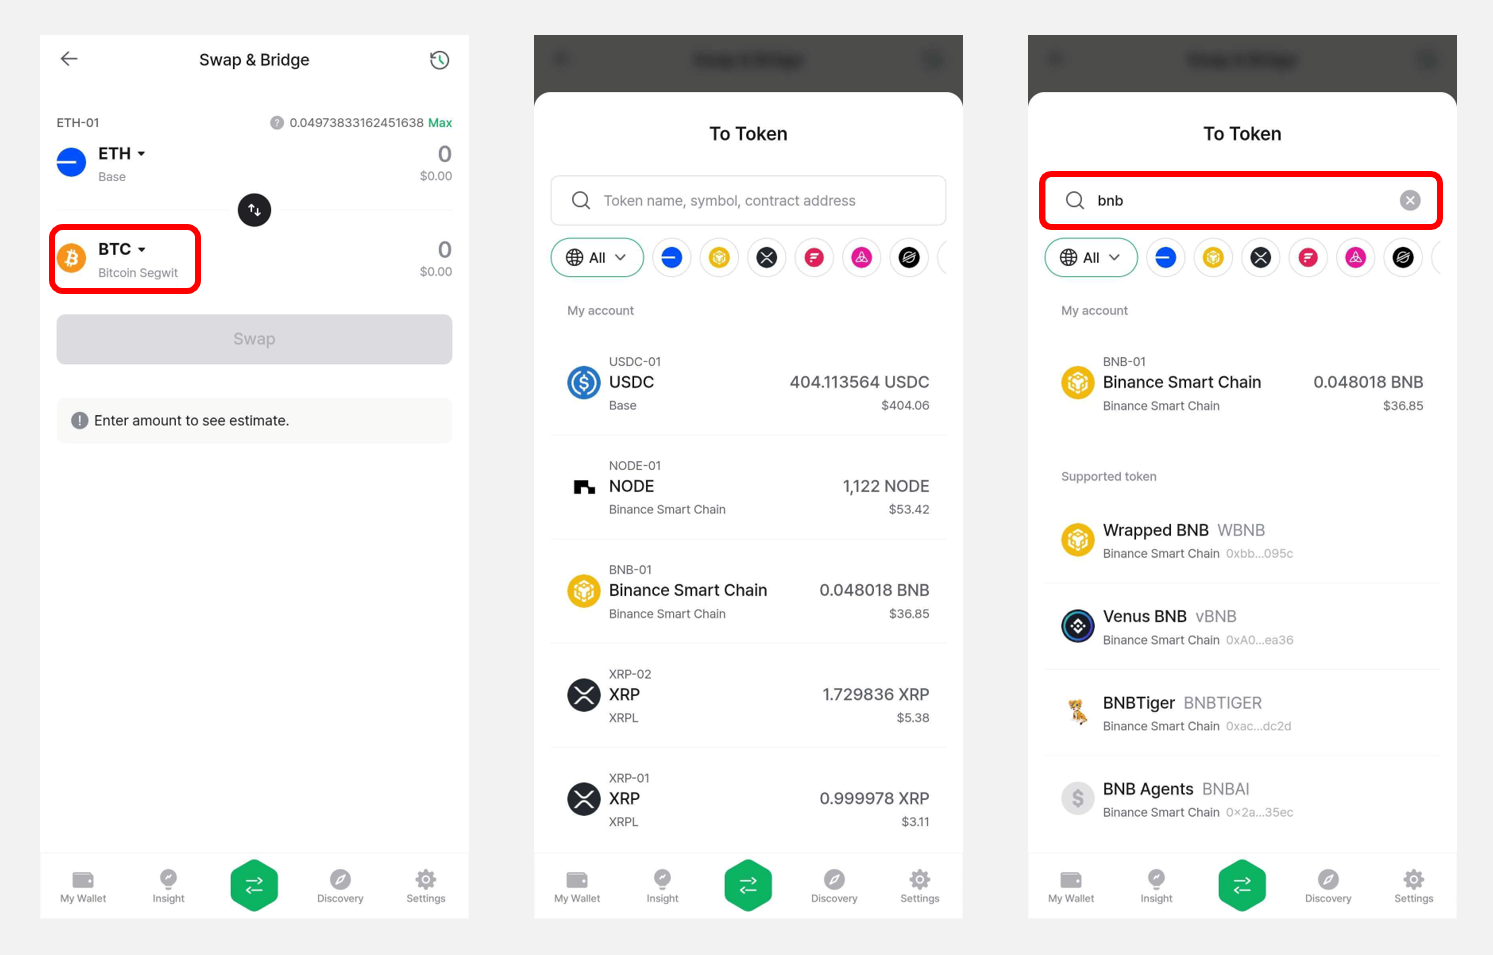 Swap & Bridge
ETH-01
? 0.04973833162451638 Max
ETH 0
Base $0.00
BTC 0
Bitcoin Segwit $0.00
Swap
! Enter amount to see estimate.
My Wallet Insight Discovery Settings
To Token
Token name, symbol, contract address
All
My account
USDC-01
USDC 404.113564 USDC
Base $404.06
NODE-01
NODE 1,122 NODE
Binance Smart Chain $53.42
BNB-01
Binance Smart Chain 0.048018 BNB
Binance Smart Chain $36.85
XRP-02
XRP 1.729836 XRP
XRPL $5.38
XRP-01
XRP 0.999978 XRP
XRPL $3.11
My Wallet Insight Discovery Settings
To Token
bnb
All
My account
BNB-01
Binance Smart Chain 0.048018 BNB
Binance Smart Chain $36.85
Supported token
Wrapped BNB WBNB
Binance Smart Chain 0xbb...095c
Venus BNB vBNB
Binance Smart Chain 0xA0...ea36
BNBTiger BNBTIGER
Binance Smart Chain 0xac...dc2d
BNB Agents BNBAI
Binance Smart Chain 0x2a...35ec
My Wallet Insight Discovery Settings